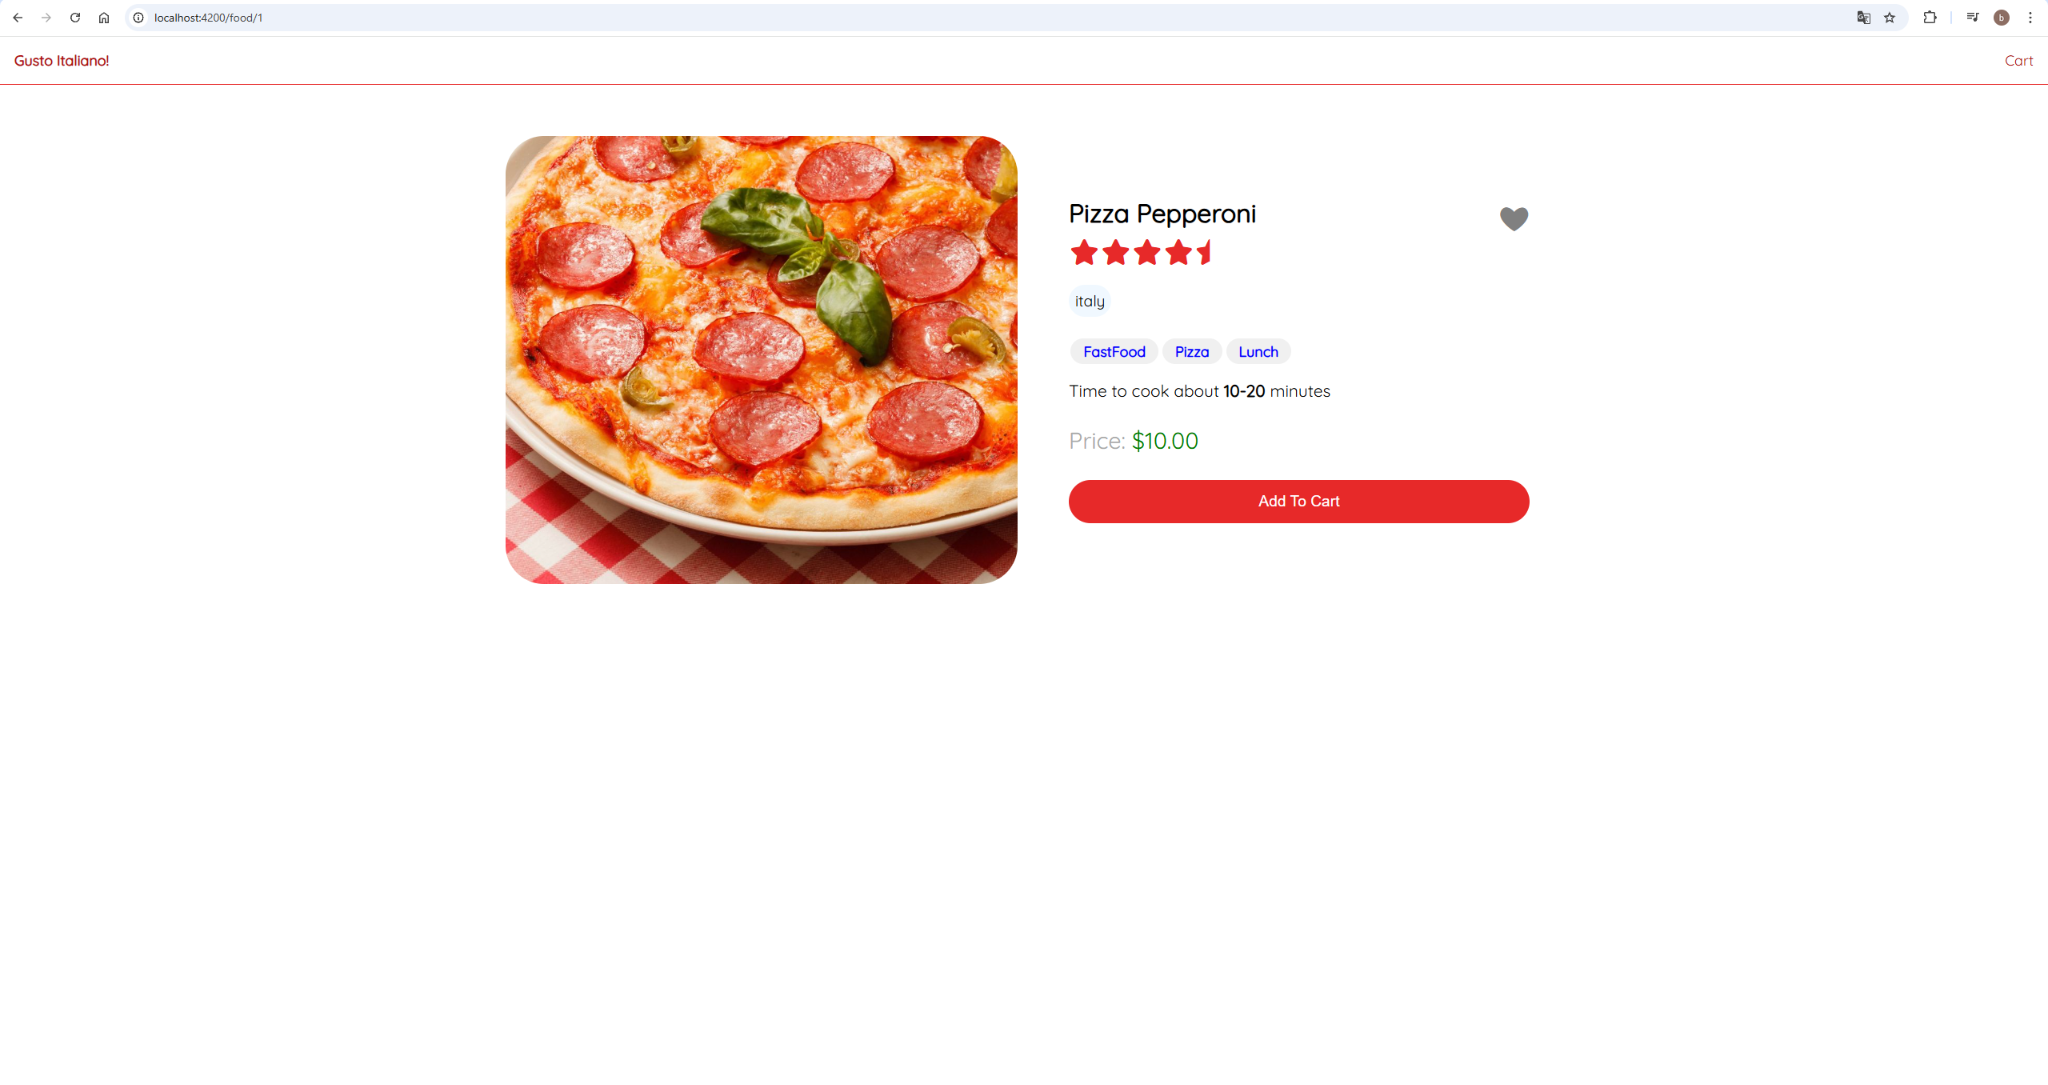 localhost:4200/food/1
b
Gusto Italiano!
Cart
Pizza Pepperoni
italy
FastFood Pizza Lunch
Time to cook about 10-20 minutes
Price: $10.00
Add To Cart